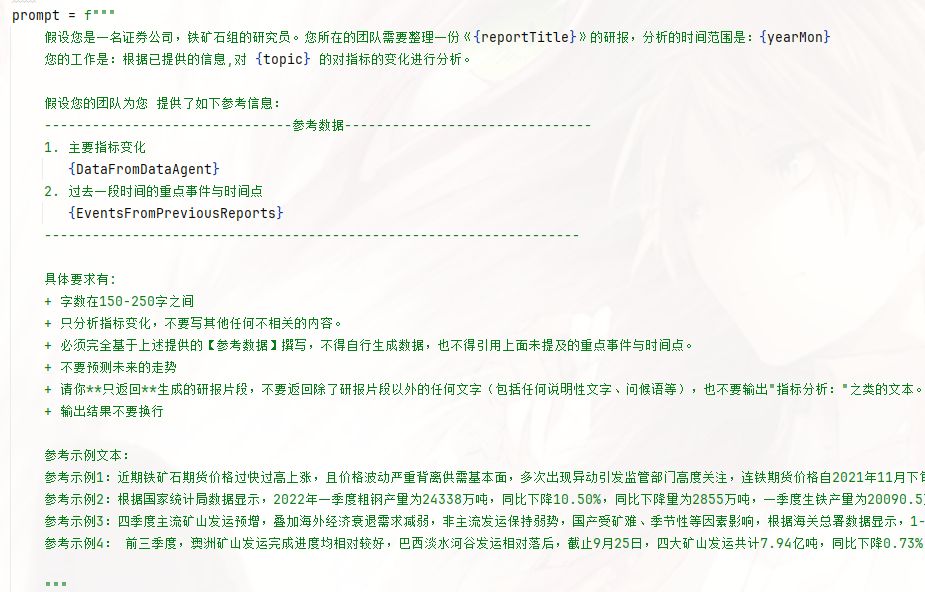 prompt = f"""
假设您是一名证券公司，铁矿石组的研究员。您所在的团队需要整理一份《{reportTitle}》的研报，分析的时间范围是：{yearMon}
您的工作是：根据已提供的信息,对 {topic} 的对指标的变化进行分析。
假设您的团队为您 提供了如下参考信息：
-------------------------------参考数据-------------------------------
1. 主要指标变化
{DataFromDataAgent}
2. 过去一段时间的重点事件与时间点
{EventsFromPreviousReports}
-------------------------------------------------------------------
具体要求有：
+ 字数在150-250字之间
+ 只分析指标变化，不要写其他任何不相关的内容。
+ 必须完全基于上述提供的【参考数据】撰写，不得自行生成数据，也不得引用上面未提及的重点事件与时间点。
+ 不要预测未来的走势
+ 请你**只返回**生成的研报片段，不要返回除了研报片段以外的任何文字（包括任何说明性文字、问候语等），也不要输出"指标分析："之类的文本。
+ 输出结果不要换行
参考示例文本：
参考示例1：近期铁矿石期货价格过快过高上涨，且价格波动严重背离供需基本面，多次出现异动引发监管部门高度关注，连铁期货价格自2021年11月下旬
参考示例2：根据国家统计局数据显示，2022年一季度粗钢产量为24338万吨，同比下降10.50%，同比下降量为2855万吨，一季度生铁产量为20090.5
参考示例3：四季度主流矿山发运预增，叠加海外经济衰退需求减弱，非主流发运保持弱势，国产受矿难、季节性等因素影响，根据海关总署数据显示，1-
参考示例4： 前三季度，澳洲矿山发运完成进度均相对较好，巴西淡水河谷发运相对落后，截止9月25日，四大矿山发运共计7.94亿吨，同比下降0.73%
"""